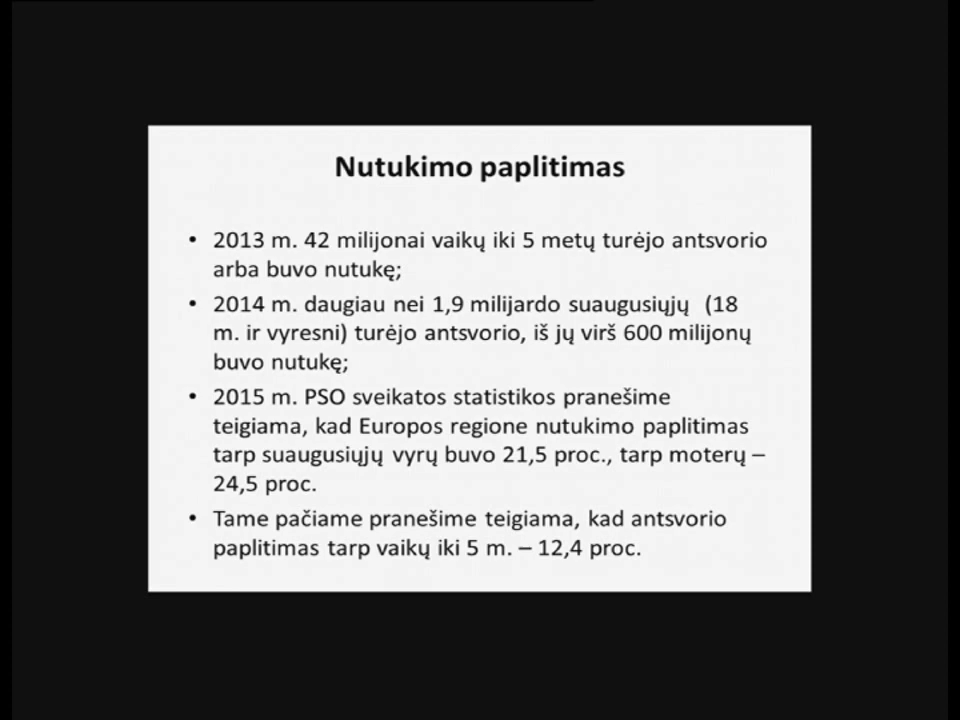 Nutukimo paplitimas
• 2013 m. 42 milijonai vaikų iki 5 metų turėjo antsvorio
arba buvo nutukę;
• 2014 m. daugiau nei 1,9 milijardo suaugusiųjų (18
m. ir vyresni) turėjo antsvorio, iš jų virš 600 milijonų
buvo nutukę;
• 2015 m. PSO sveikatos statistikos pranešime
teigiama, kad Europos regione nutukimo paplitimas
tarp suaugusiųjų vyrų buvo 21,5 proc., tarp moterų –
24,5 proc.
• Tame pačiame pranešime teigiama, kad antsvorio
paplitimas tarp vaikų iki 5 m. – 12,4 proc.